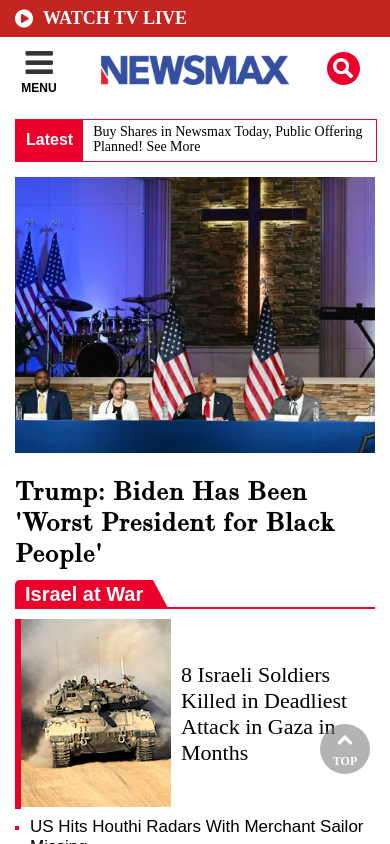 WATCH TV LIVE
MENU
NEWSMAX
Latest
Buy Shares in Newsmax Today, Public Offering
Planned! See More
Trump: Biden Has Been
'Worst President for Black
People'
Israel at War
8 Israeli Soldiers
Killed in Deadliest
Attack in Gaza in
Months
TOP
US Hits Houthi Radars With Merchant Sailor
Missing